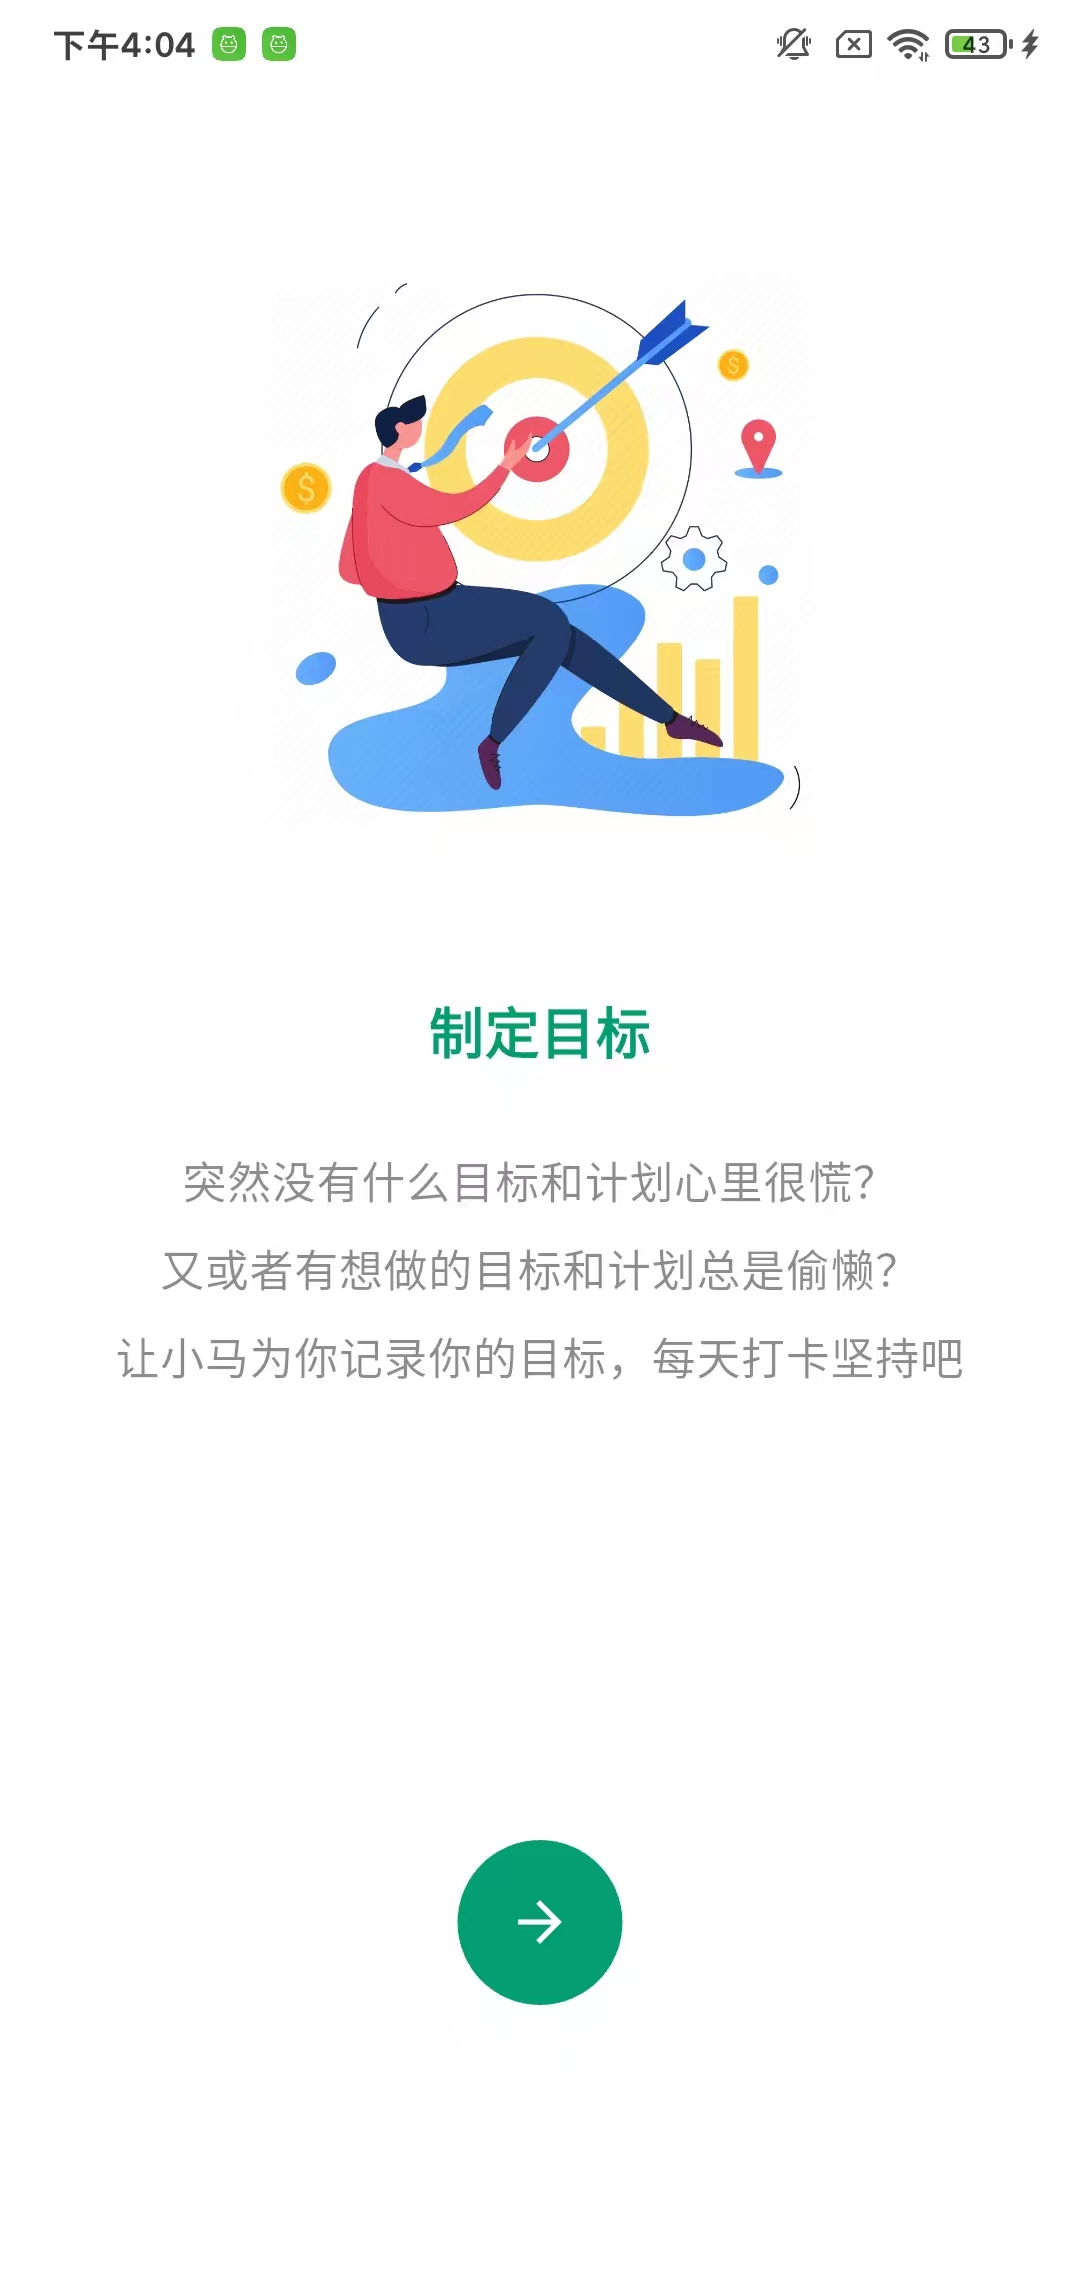 下午4:04
43
制定目标
突然没有什么目标和计划心里很慌？
又或者有想做的目标和计划总是偷懒？
让小马为你记录你的目标，每天打卡坚持吧